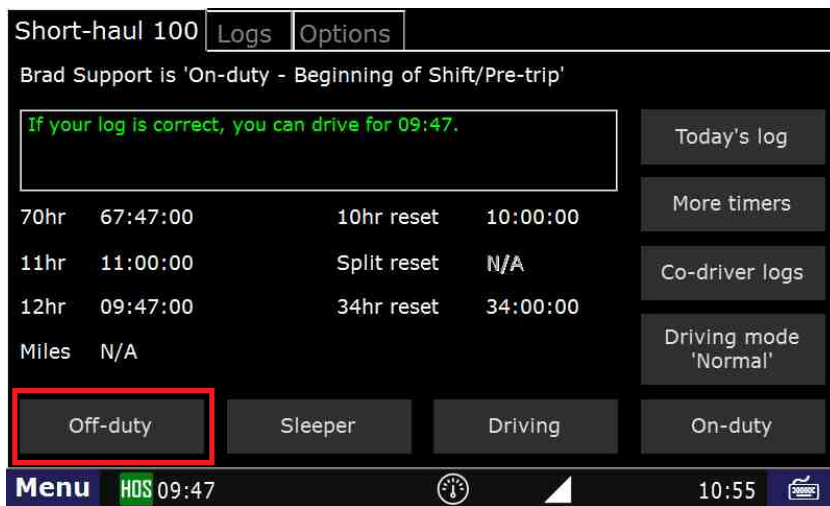 Short-haul 100 Logs Options
Brad Support is 'On-duty - Beginning of Shift/Pre-trip'
If your log is correct, you can drive for 09:47.
Today's log
70hr 67:47:00 10hr reset 10:00:00
More timers
11hr 11:00:00 Split reset N/A
Co-driver logs
12hr 09:47:00 34hr reset 34:00:00
Miles N/A
Driving mode
'Normal'
Off-duty Sleeper Driving On-duty
Menu HOS 09:47 10:55